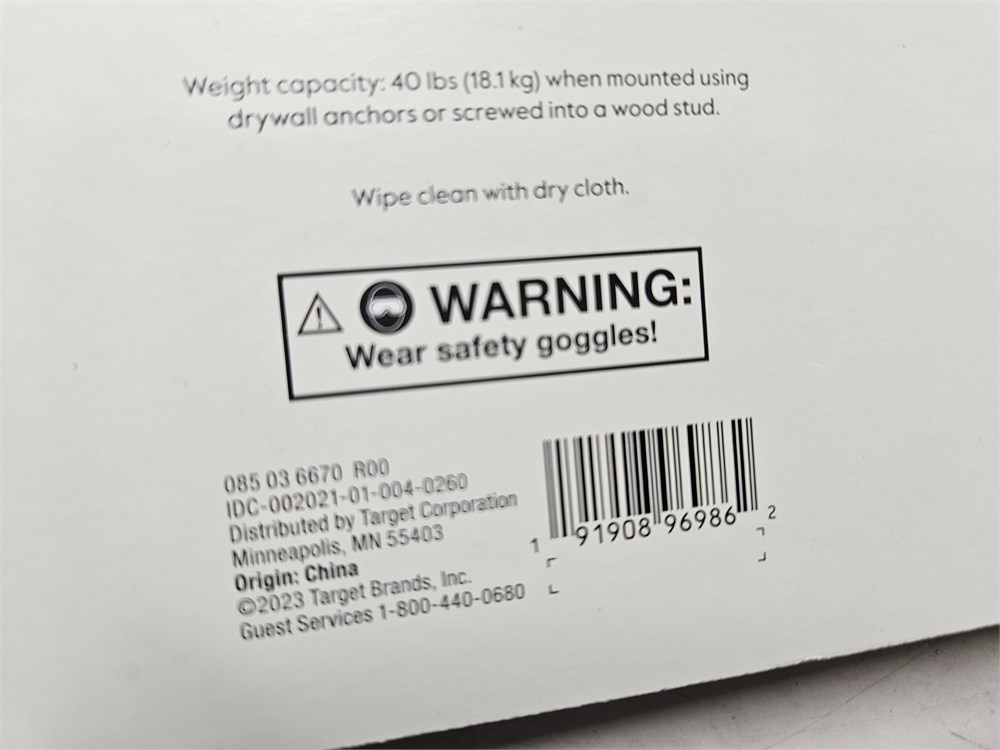 Weight capacity: 40 lbs (18.1 kg) when mounted using
drywall anchors or screwed into a wood stud.
Wipe clean with dry cloth.
WARNING:
Wear safety goggles!
085 03 6670 R00
IDC-002021-01-004-0260
Distributed by Target Corporation
Minneapolis, MN 55403
Origin: China
©2023 Target Brands, Inc.
Guest Services 1-800-440-0680
1 91908 96986 2